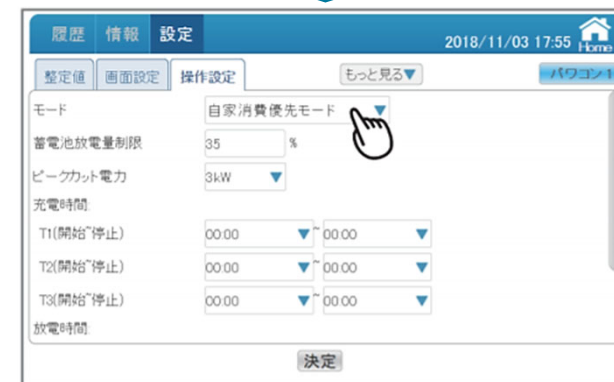 履歴 情報 設定 2018/11/03 17:55 Home
整定値 画面設定 操作設定 もっと見る▼ パワコン1
モード 自家消費優先モード ▼
蓄電池放電量制限 35 %
ピークカット電力 3kW ▼
充電時間:
T1(開始~停止) 00:00 ▼ ~ 00:00 ▼
T2(開始~停止) 00:00 ▼ ~ 00:00 ▼
T3(開始~停止) 00:00 ▼ ~ 00:00 ▼
放電時間:
決定